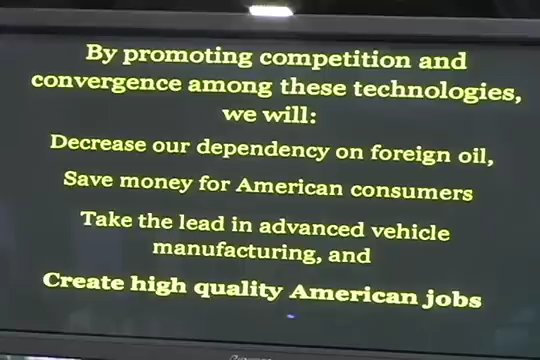 By promoting competition and
convergence among these technologies,
we will:
Decrease our dependency on foreign oil,
Save money for American consumers
Take the lead in advanced vehicle
manufacturing, and
Create high quality American jobs